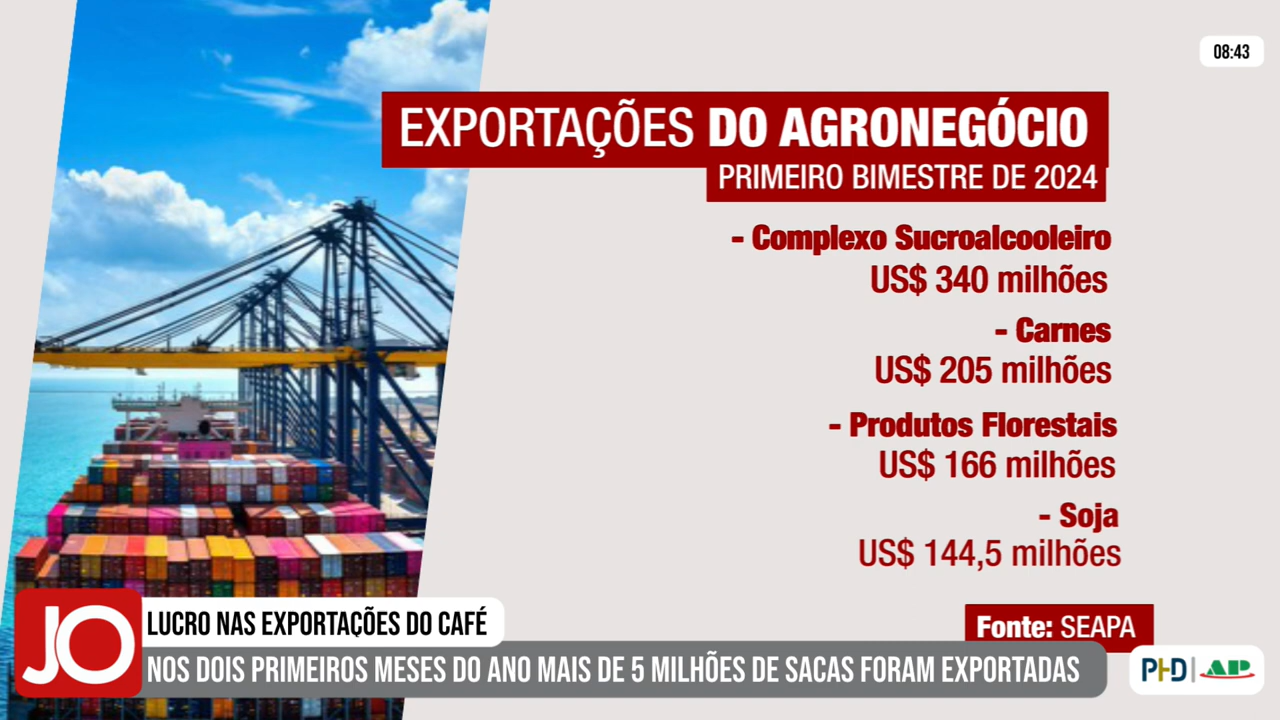 08:43
EXPORTAÇÕES DO AGRONEGÓCIO
PRIMEIRO BIMESTRE DE 2024
- Complexo Sucroalcooleiro
US$ 340 milhões
- Carnes
US$ 205 milhões
- Produtos Florestais
US$ 166 milhões
- Soja
US$ 144,5 milhões
Fonte: SEAPA
JO
LUCRO NAS EXPORTAÇÕES DO CAFÉ
NOS DOIS PRIMEIROS MESES DO ANO MAIS DE 5 MILHÕES DE SACAS FORAM EXPORTADAS
PHD | AP